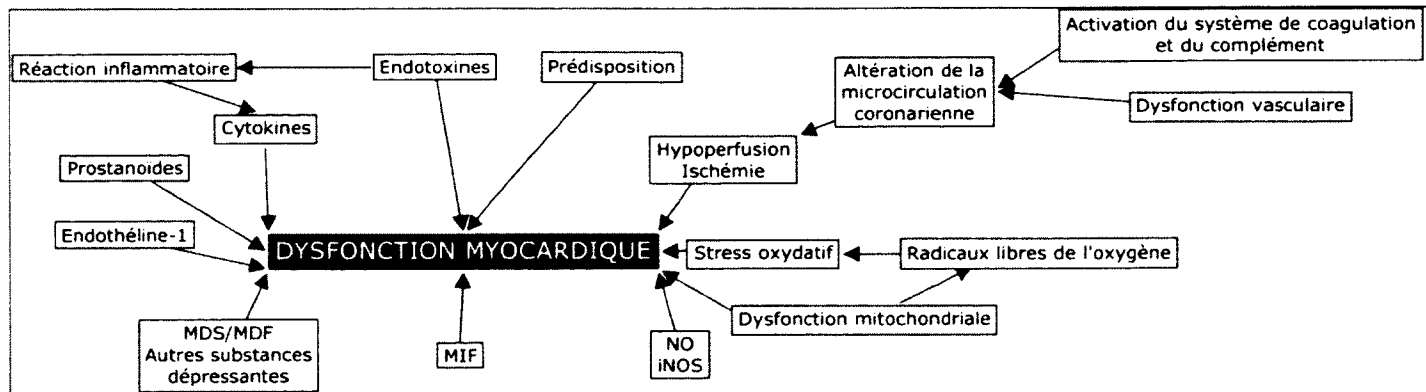 Activation du système de coagulation
et du complément
Réaction inflammatoire
Endotoxines
Prédisposition
Altération de la
microcirculation
coronarienne
Dysfonction vasculaire
Cytokines
Hypoperfusion
Ischémie
Prostanoïdes
Endothéline-1
DYSFONCTION MYOCARDIQUE
Stress oxydatif
Radicaux libres de l'oxygène
Dysfonction mitochondriale
MDS/MDF
Autres substances
dépressantes
MIF
NO
iNOS